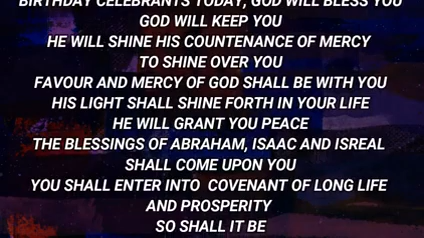 BIRTHDAY CELEBRANTS TODAY, GOD WILL BLESS YOU
GOD WILL KEEP YOU
HE WILL SHINE HIS COUNTENANCE OF MERCY
TO SHINE OVER YOU
FAVOUR AND MERCY OF GOD SHALL BE WITH YOU
HIS LIGHT SHALL SHINE FORTH IN YOUR LIFE
HE WILL GRANT YOU PEACE
THE BLESSINGS OF ABRAHAM, ISAAC AND ISREAL
SHALL COME UPON YOU
YOU SHALL ENTER INTO COVENANT OF LONG LIFE
AND PROSPERITY
SO SHALL IT BE